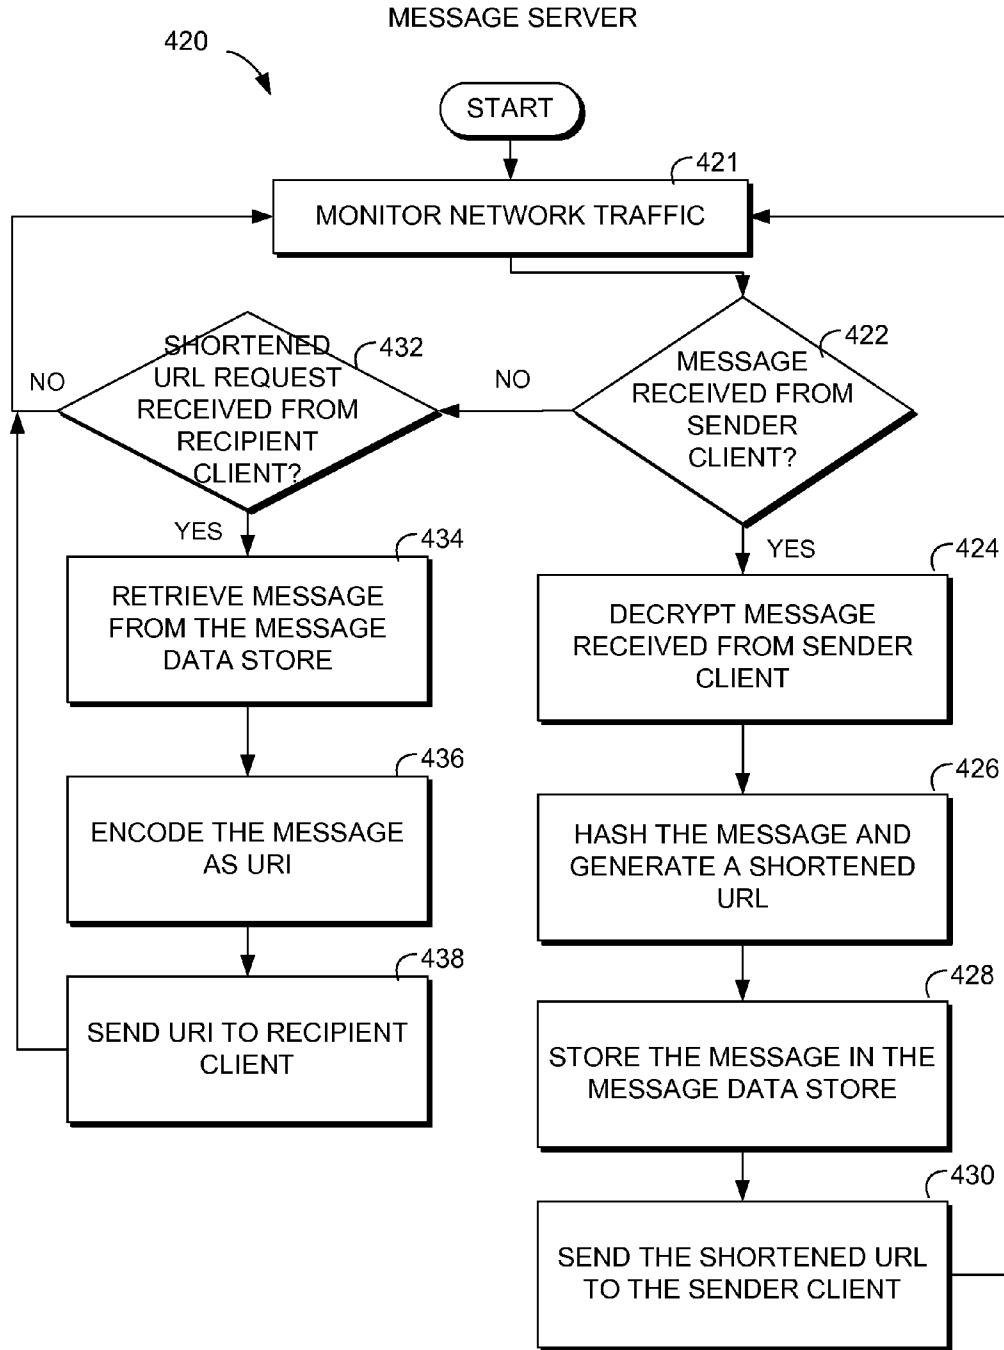 MESSAGE SERVER
420
START
421
MONITOR NETWORK TRAFFIC
432
SHORTENED
URL REQUEST
RECEIVED FROM
RECIPIENT
CLIENT?
NO
NO
422
MESSAGE
RECEIVED FROM
SENDER
CLIENT?
YES
434
RETRIEVE MESSAGE
FROM THE MESSAGE
DATA STORE
436
ENCODE THE MESSAGE
AS URI
438
SEND URI TO RECIPIENT
CLIENT
YES
424
DECRYPT MESSAGE
RECEIVED FROM SENDER
CLIENT
426
HASH THE MESSAGE AND
GENERATE A SHORTENED
URL
428
STORE THE MESSAGE IN THE
MESSAGE DATA STORE
430
SEND THE SHORTENED URL
TO THE SENDER CLIENT